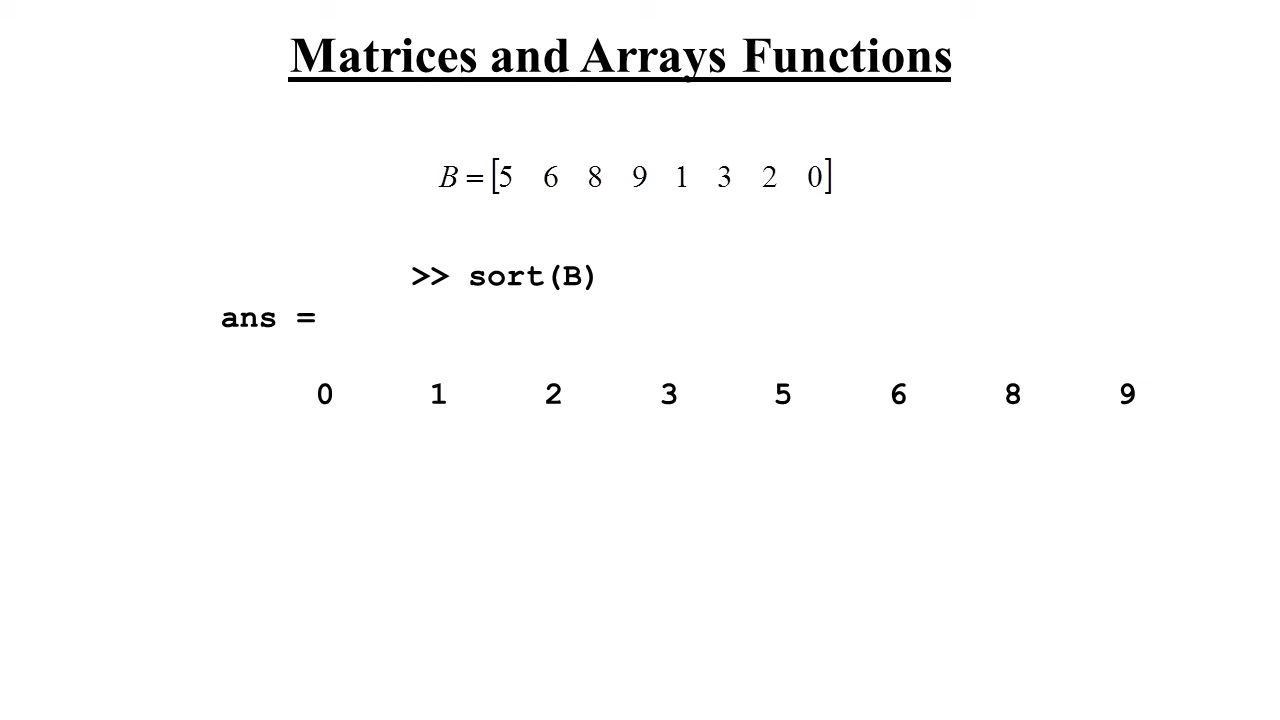 Matrices and Arrays Functions
B = [5 6 8 9 1 3 2 0]
>> sort(B)
ans =
0 1 2 3 5 6 8 9